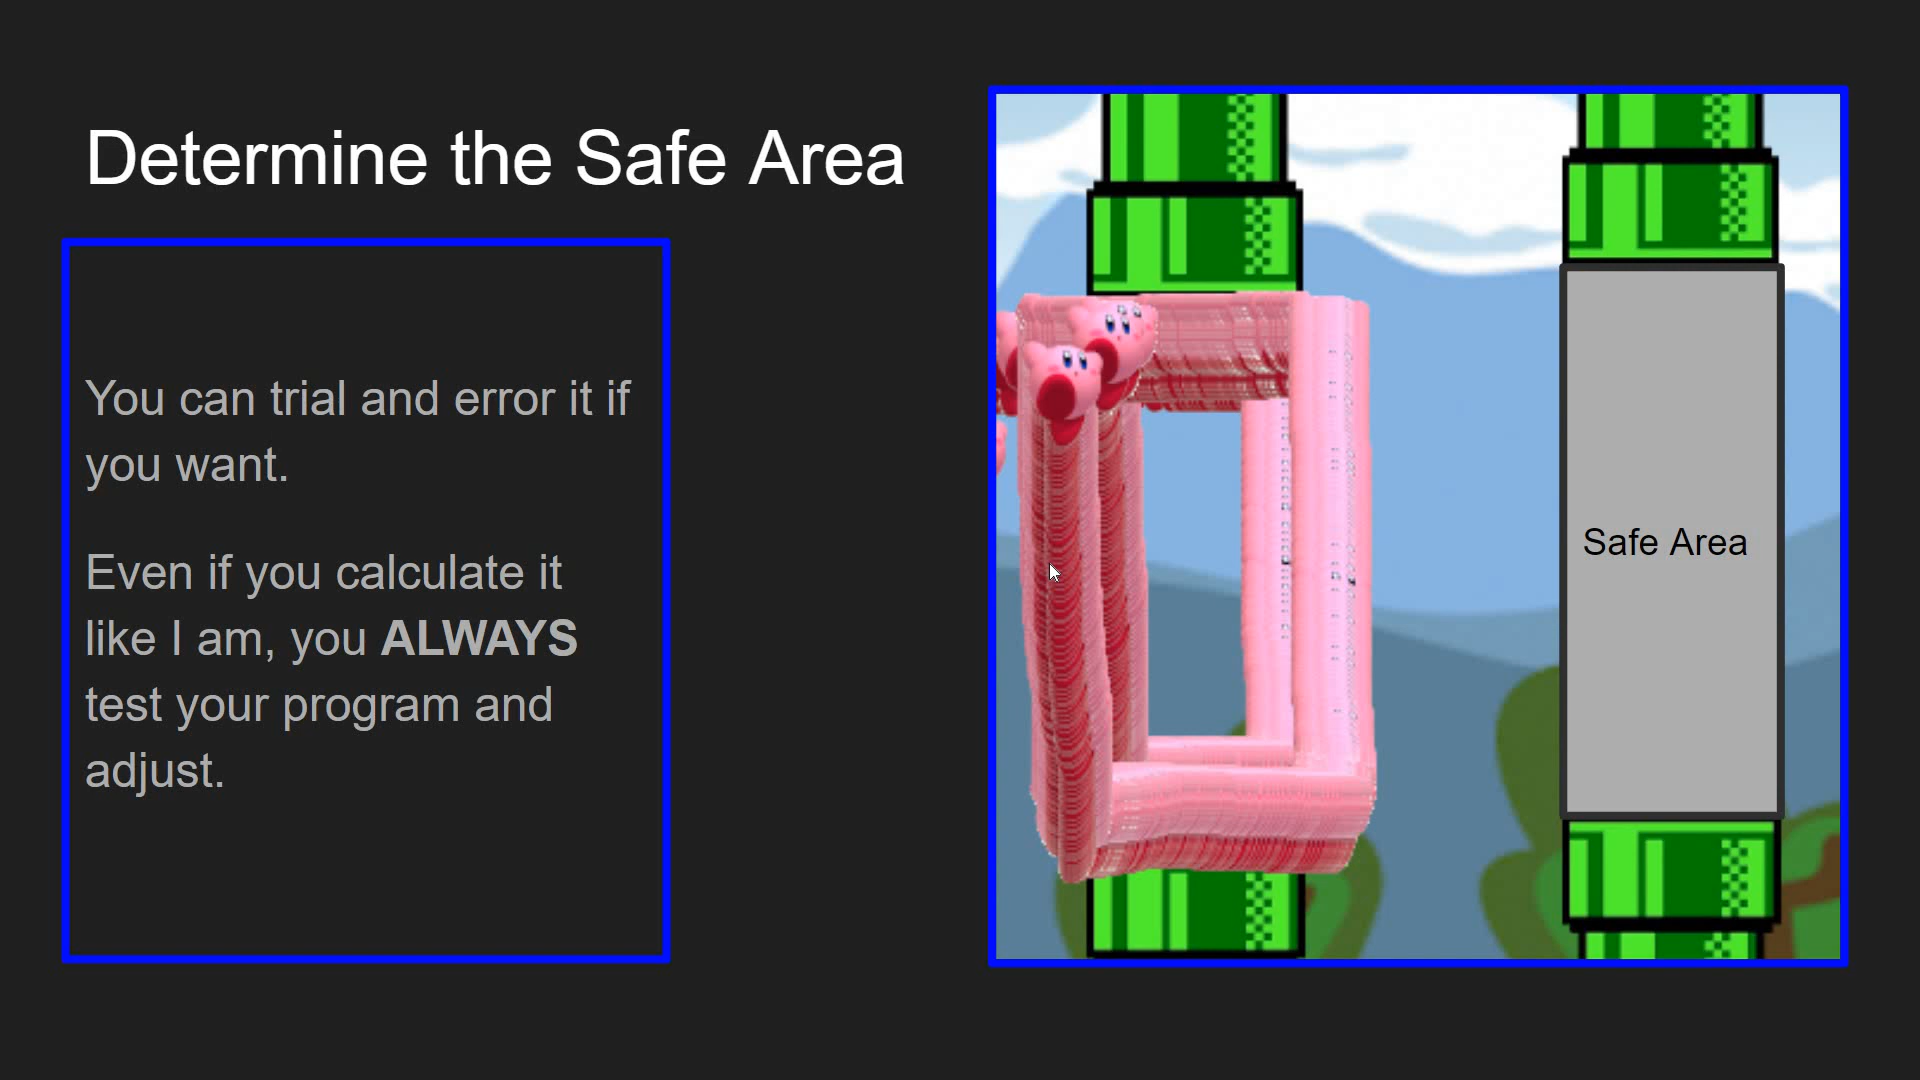 Determine the Safe Area
You can trial and error it if
you want.
Even if you calculate it
like I am, you ALWAYS
test your program and
adjust.
Safe Area